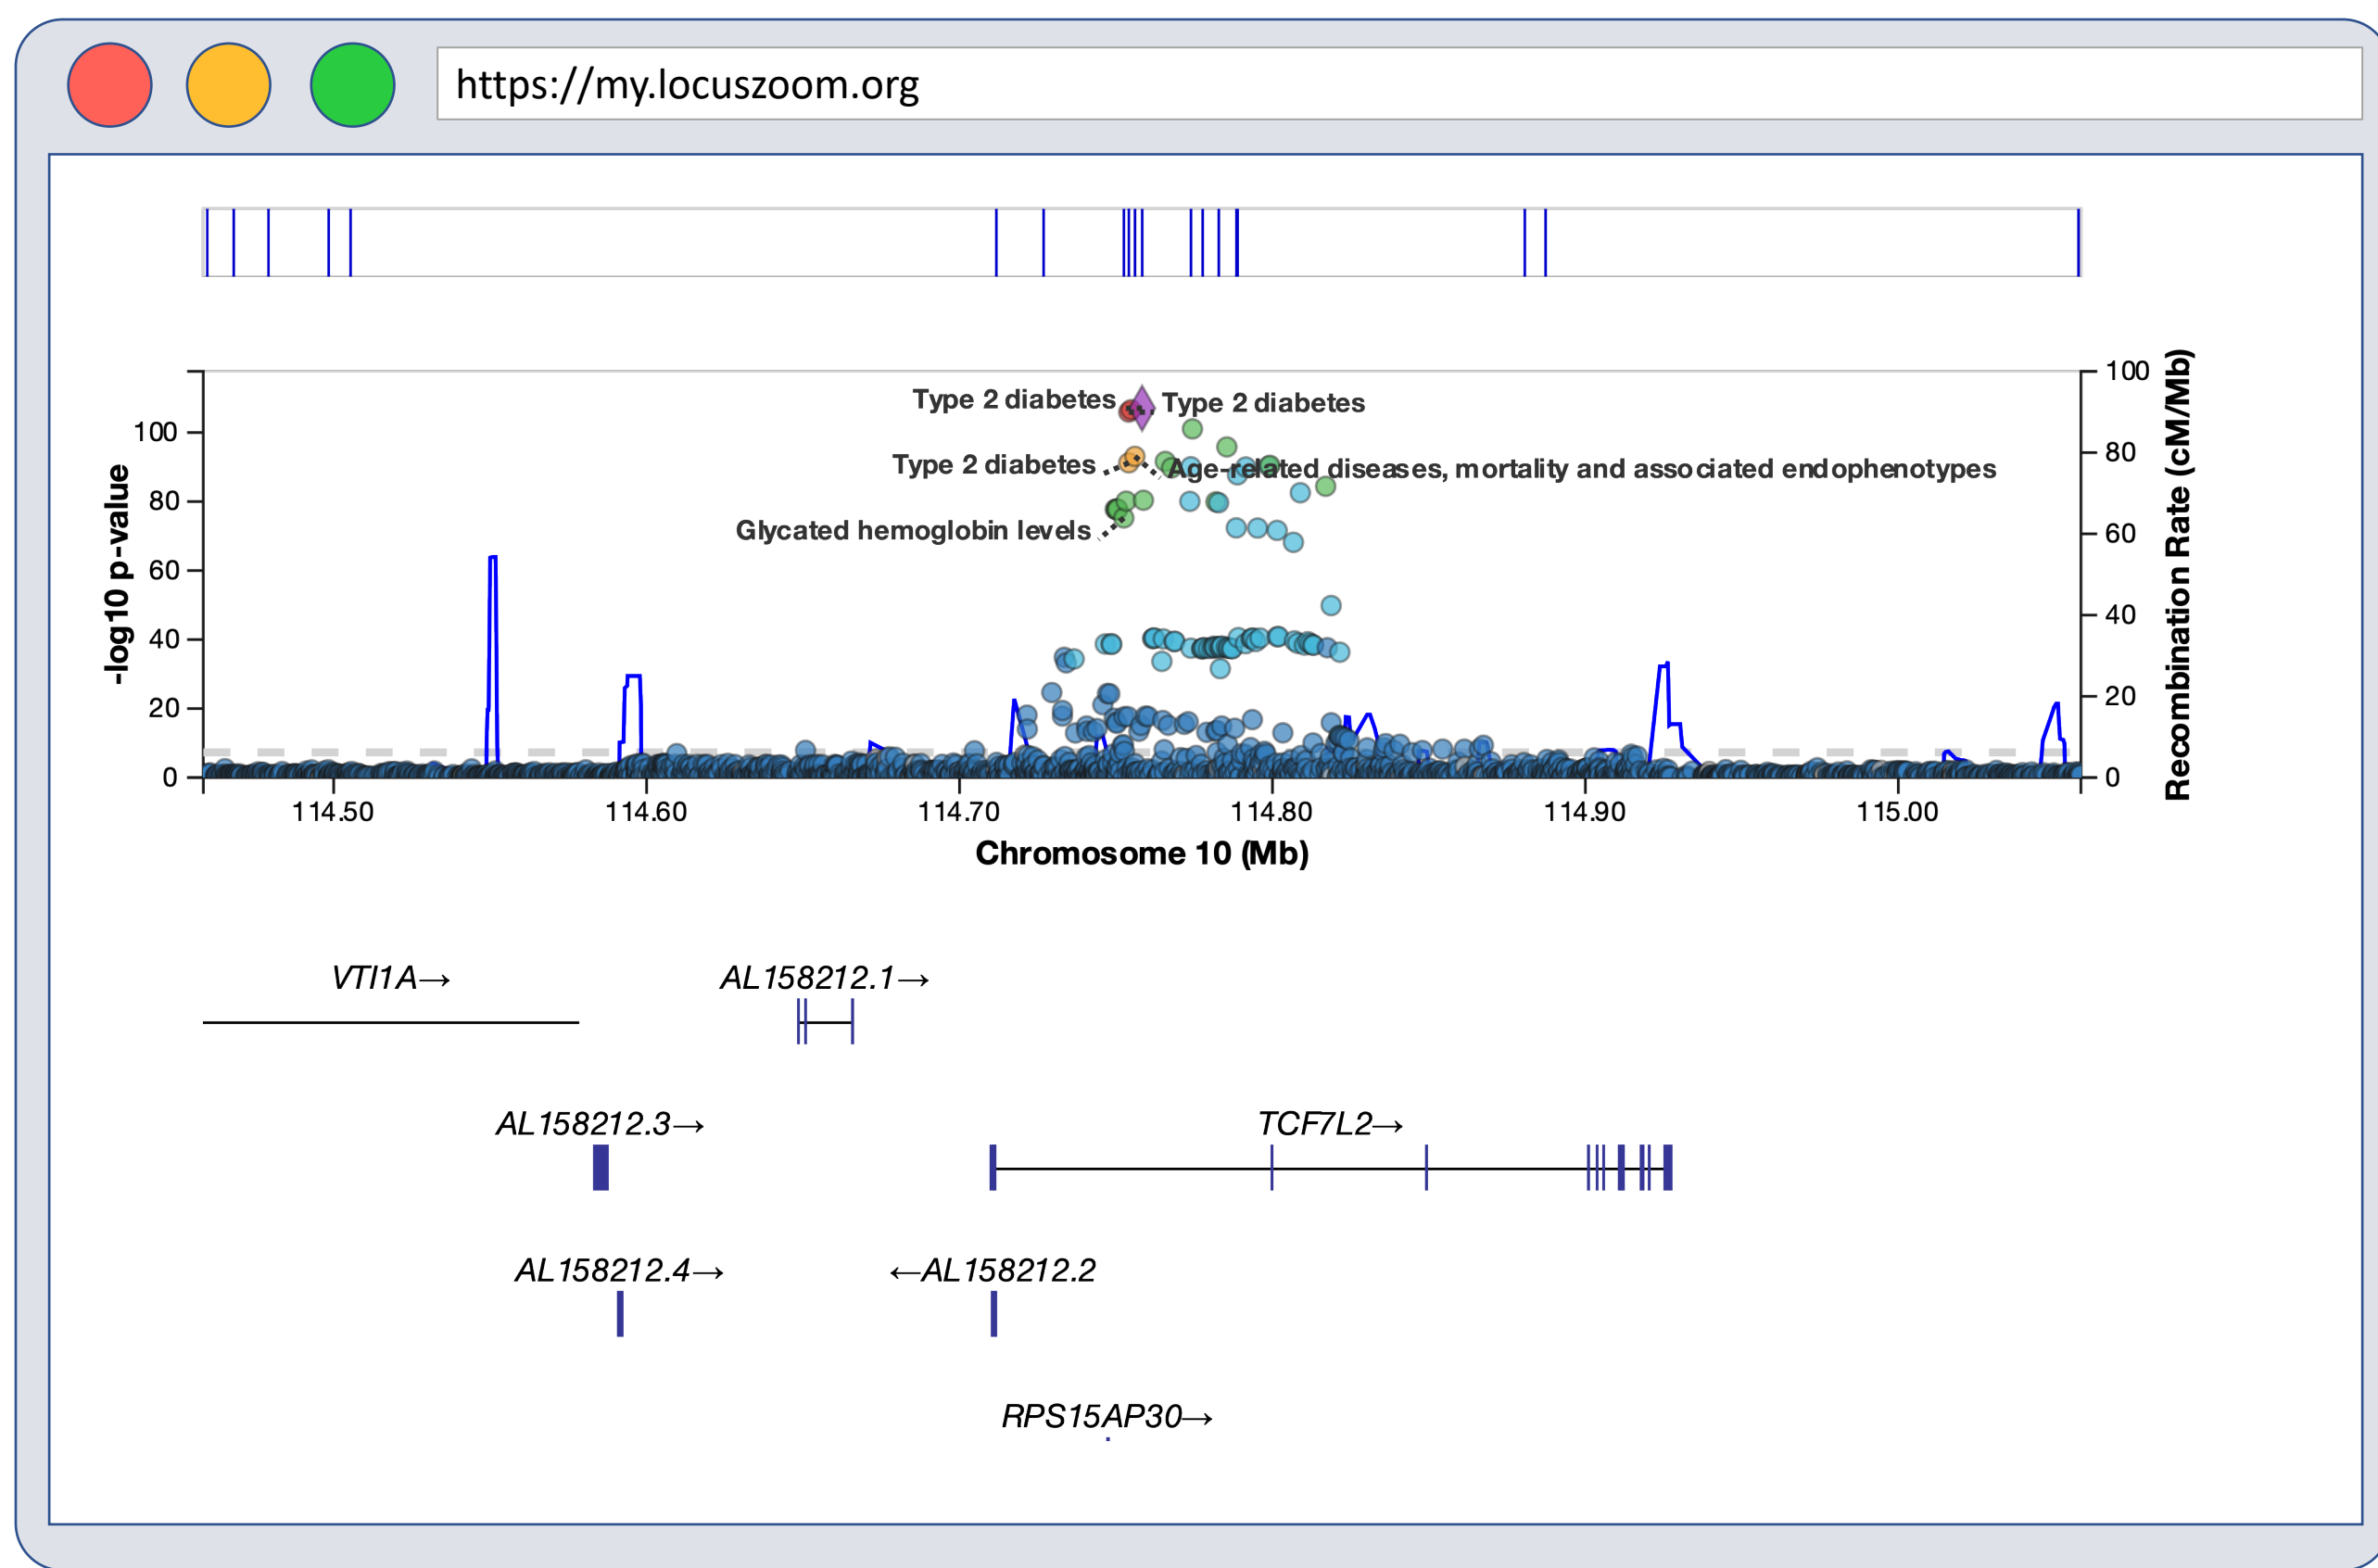 https://my.locuszoom.org
Type 2 diabetes
Type 2 diabetes
Type 2 diabetes
Age-related diseases, mortality and associated endophenotypes
Glycated hemoglobin levels
-log10 p-value
100
80
60
40
20
0
Recombination Rate (cM/Mb)
100
80
60
40
20
0
114.50 114.60 114.70 114.80 114.90 115.00
Chromosome 10 (Mb)
VTI1A→ AL158212.1→
AL158212.3→ TCF7L2→
AL158212.4→ ←AL158212.2
RPS15AP30→